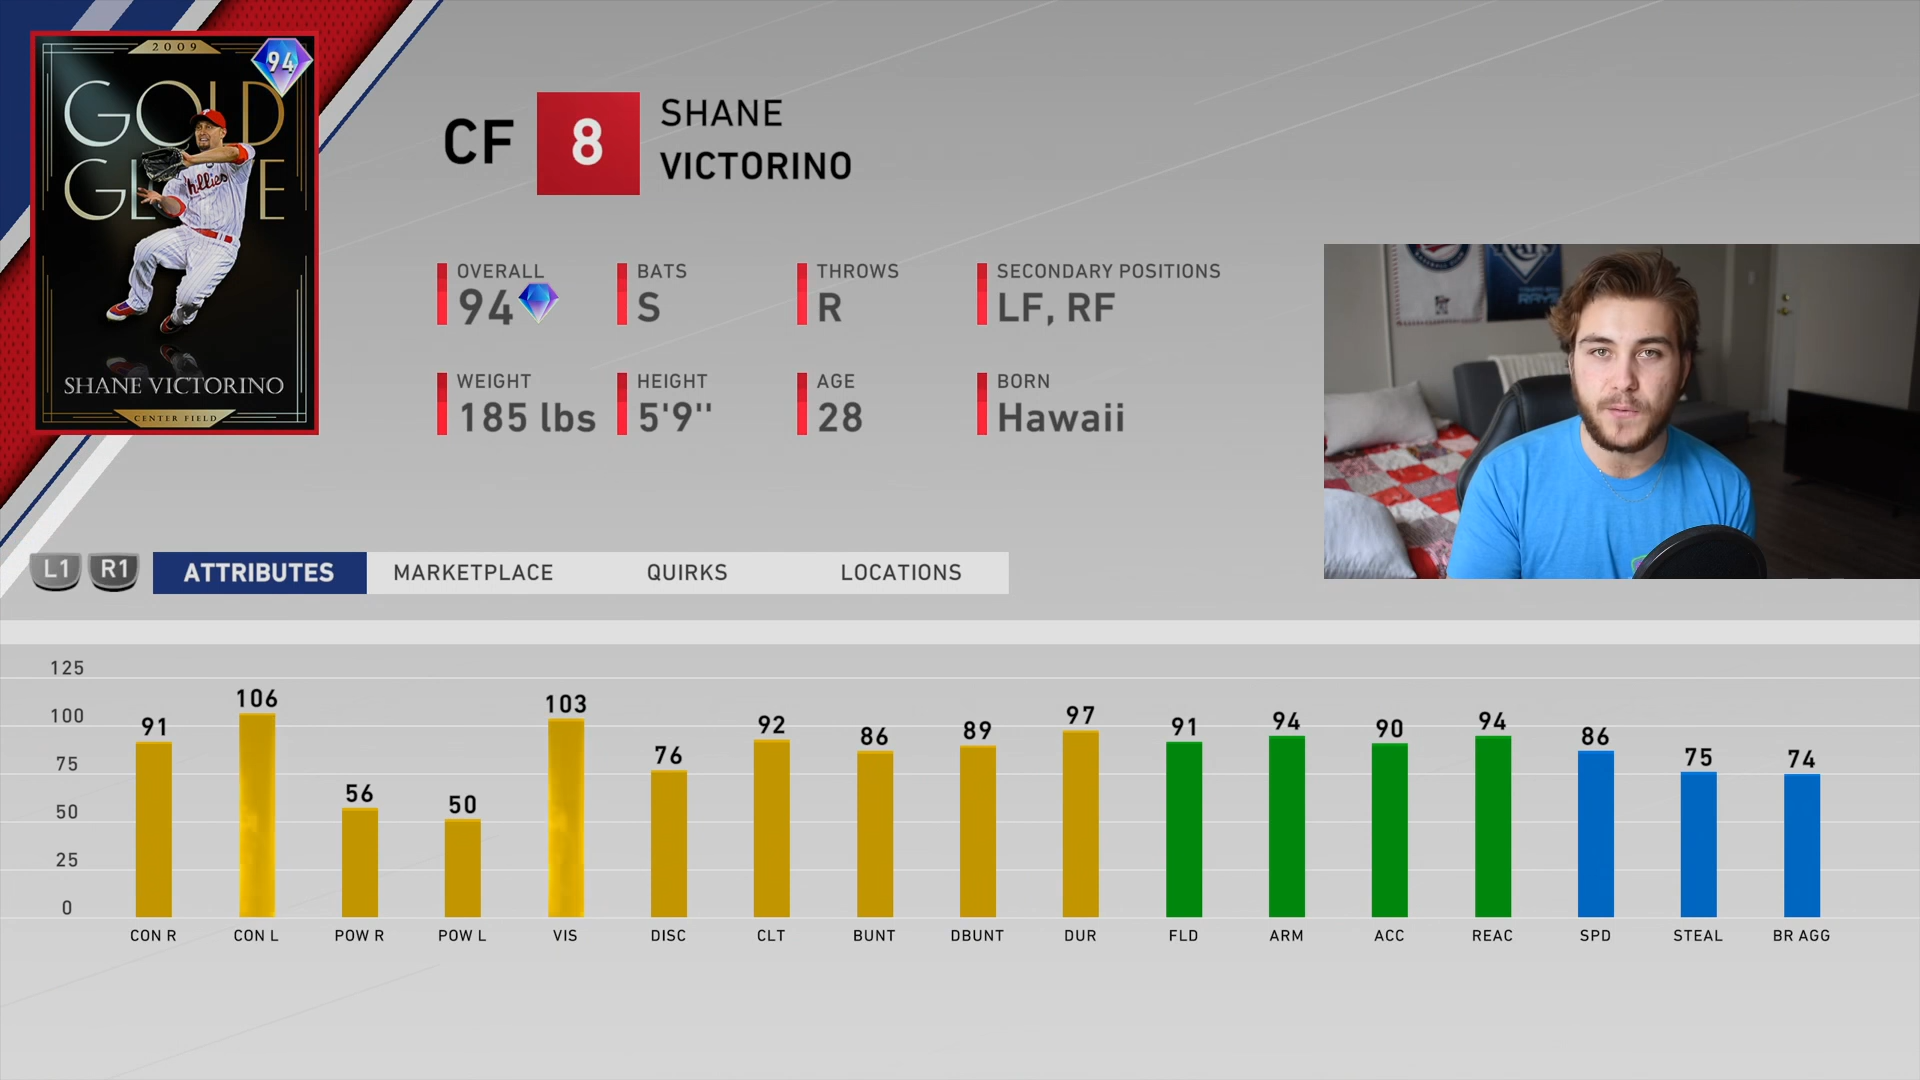 2009
94
GOLD
GLOVE
Phillies
SHANE VICTORINO
CENTER FIELD
CF
8
SHANE
VICTORINO
OVERALL
94
BATS
S
THROWS
R
SECONDARY POSITIONS
LF, RF
WEIGHT
185 lbs
HEIGHT
5'9"
AGE
28
BORN
Hawaii
RAYS
L1 R1 ATTRIBUTES MARKETPLACE QUIRKS LOCATIONS
125
100
75
50
25
0
91 106 56 50 103 76 92 86 89 97 91 94 90 94 86 75 74
CON R CON L POW R POW L VIS DISC CLT BUNT DBUNT DUR FLD ARM ACC REAC SPD STEAL BR AGG